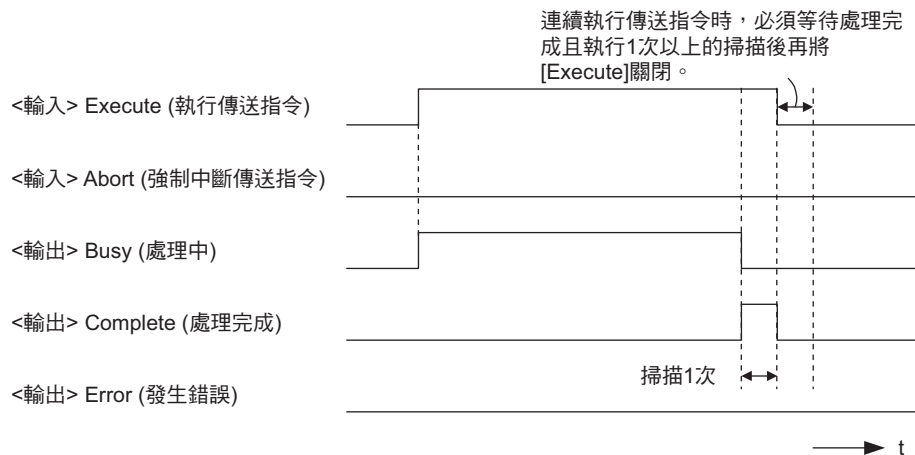 連續執行傳送指令時，必須等待處理完
成且執行1次以上的掃描後再將
[Execute]關閉。
<輸入> Execute (執行傳送指令)
<輸入> Abort (強制中斷傳送指令)
<輸出> Busy (處理中)
<輸出> Complete (處理完成)
掃描1次
<輸出> Error (發生錯誤)
t